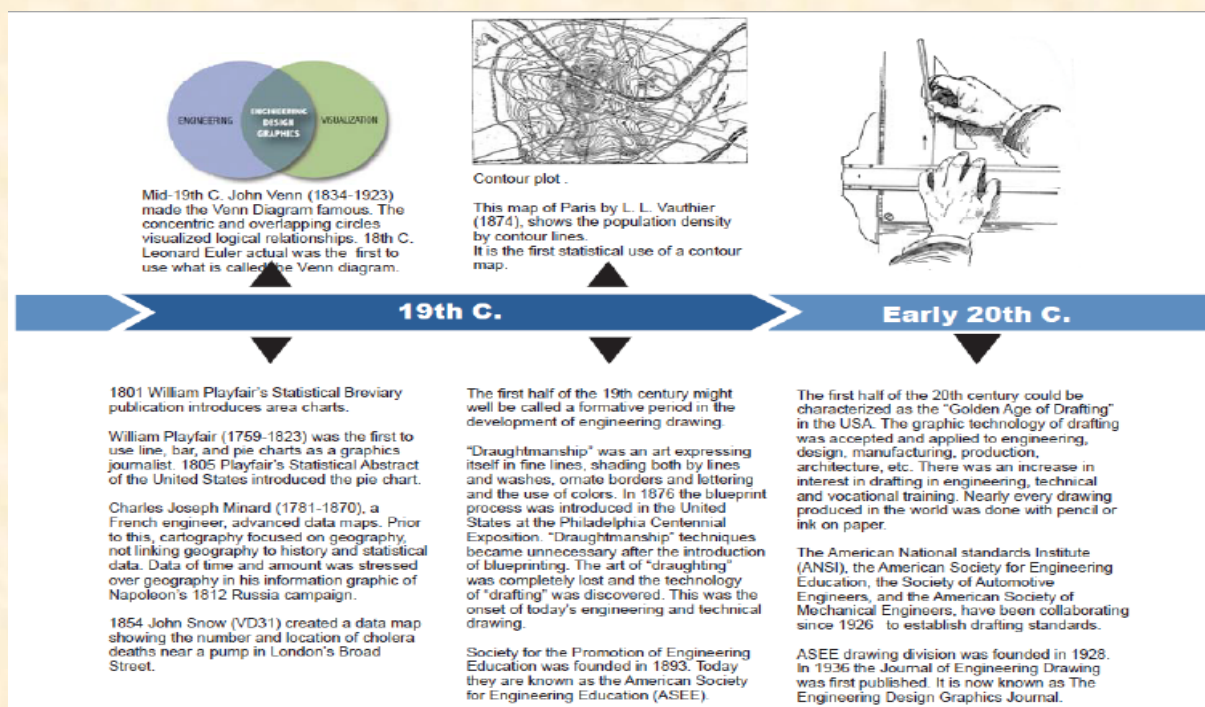 ENGINEERING
ENGINEERING
DESIGN
GRAPHICS
VISUALIZATION
Mid-19th C. John Venn (1834-1923)
made the Venn Diagram famous. The
concentric and overlapping circles
visualized logical relationships. 18th C.
Leonard Euler actual was the first to
use what is called the Venn diagram.
Contour plot .
This map of Paris by L. L. Vauthier
(1874), shows the population density
by contour lines.
It is the first statistical use of a contour
map.
19th C.
Early 20th C.
1801 William Playfair's Statistical Breviary
publication introduces area charts.
William Playfair (1759-1823) was the first to
use line, bar, and pie charts as a graphics
journalist. 1805 Playfair's Statistical Abstract
of the United States introduced the pie chart.
Charles Joseph Minard (1781-1870), a
French engineer, advanced data maps. Prior
to this, cartography focused on geography,
not linking geography to history and statistical
data. Data of time and amount was stressed
over geography in his information graphic of
Napoleon's 1812 Russia campaign.
1854 John Snow (VD31) created a data map
showing the number and location of cholera
deaths near a pump in London's Broad
Street.
The first half of the 19th century might
well be called a formative period in the
development of engineering drawing.
"Draughtmanship" was an art expressing
itself in fine lines, shading both by lines
and washes, ornate borders and lettering
and the use of colors. In 1876 the blueprint
process was introduced in the United
States at the Philadelphia Centennial
Exposition. "Draughtmanship" techniques
became unnecessary after the introduction
of blueprinting. The art of "draughting"
was completely lost and the technology
of "drafting" was discovered. This was the
onset of today's engineering and technical
drawing.
Society for the Promotion of Engineering
Education was founded in 1893. Today
they are known as the American Society
for Engineering Education (ASEE).
The first half of the 20th century could be
characterized as the "Golden Age of Drafting"
in the USA. The graphic technology of drafting
was accepted and applied to engineering,
design, manufacturing, production,
architecture, etc. There was an increase in
interest in drafting in engineering, technical
and vocational training. Nearly every drawing
produced in the world was done with pencil or
ink on paper.
The American National standards Institute
(ANSI), the American Society for Engineering
Education, the Society of Automotive
Engineers, and the American Society of
Mechanical Engineers, have been collaborating
since 1926 to establish drafting standards.
ASEE drawing division was founded in 1928.
In 1936 the Journal of Engineering Drawing
was first published. It is now known as The
Engineering Design Graphics Journal.